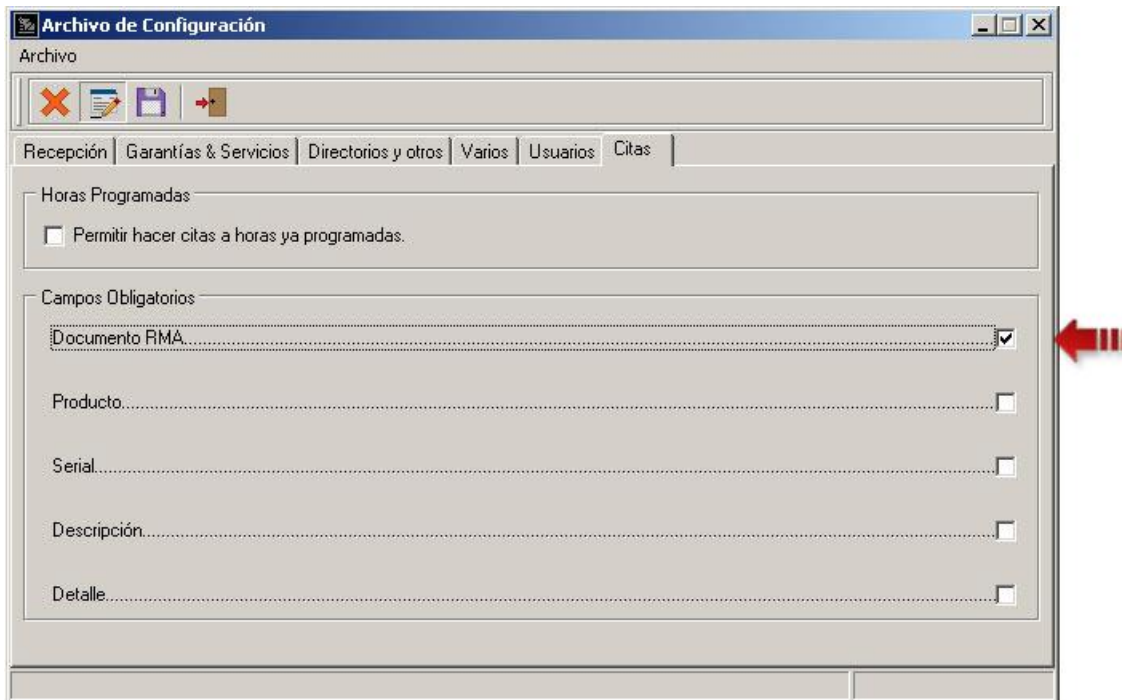 Archivo de Configuración
Archivo
Recepción Garantías & Servicios Directorios y otros Varios Usuarios Citas
Horas Programadas
Permitir hacer citas a horas ya programadas.
Campos Obligatorios
Documento RMA
Producto
Serial
Descripción
Detalle